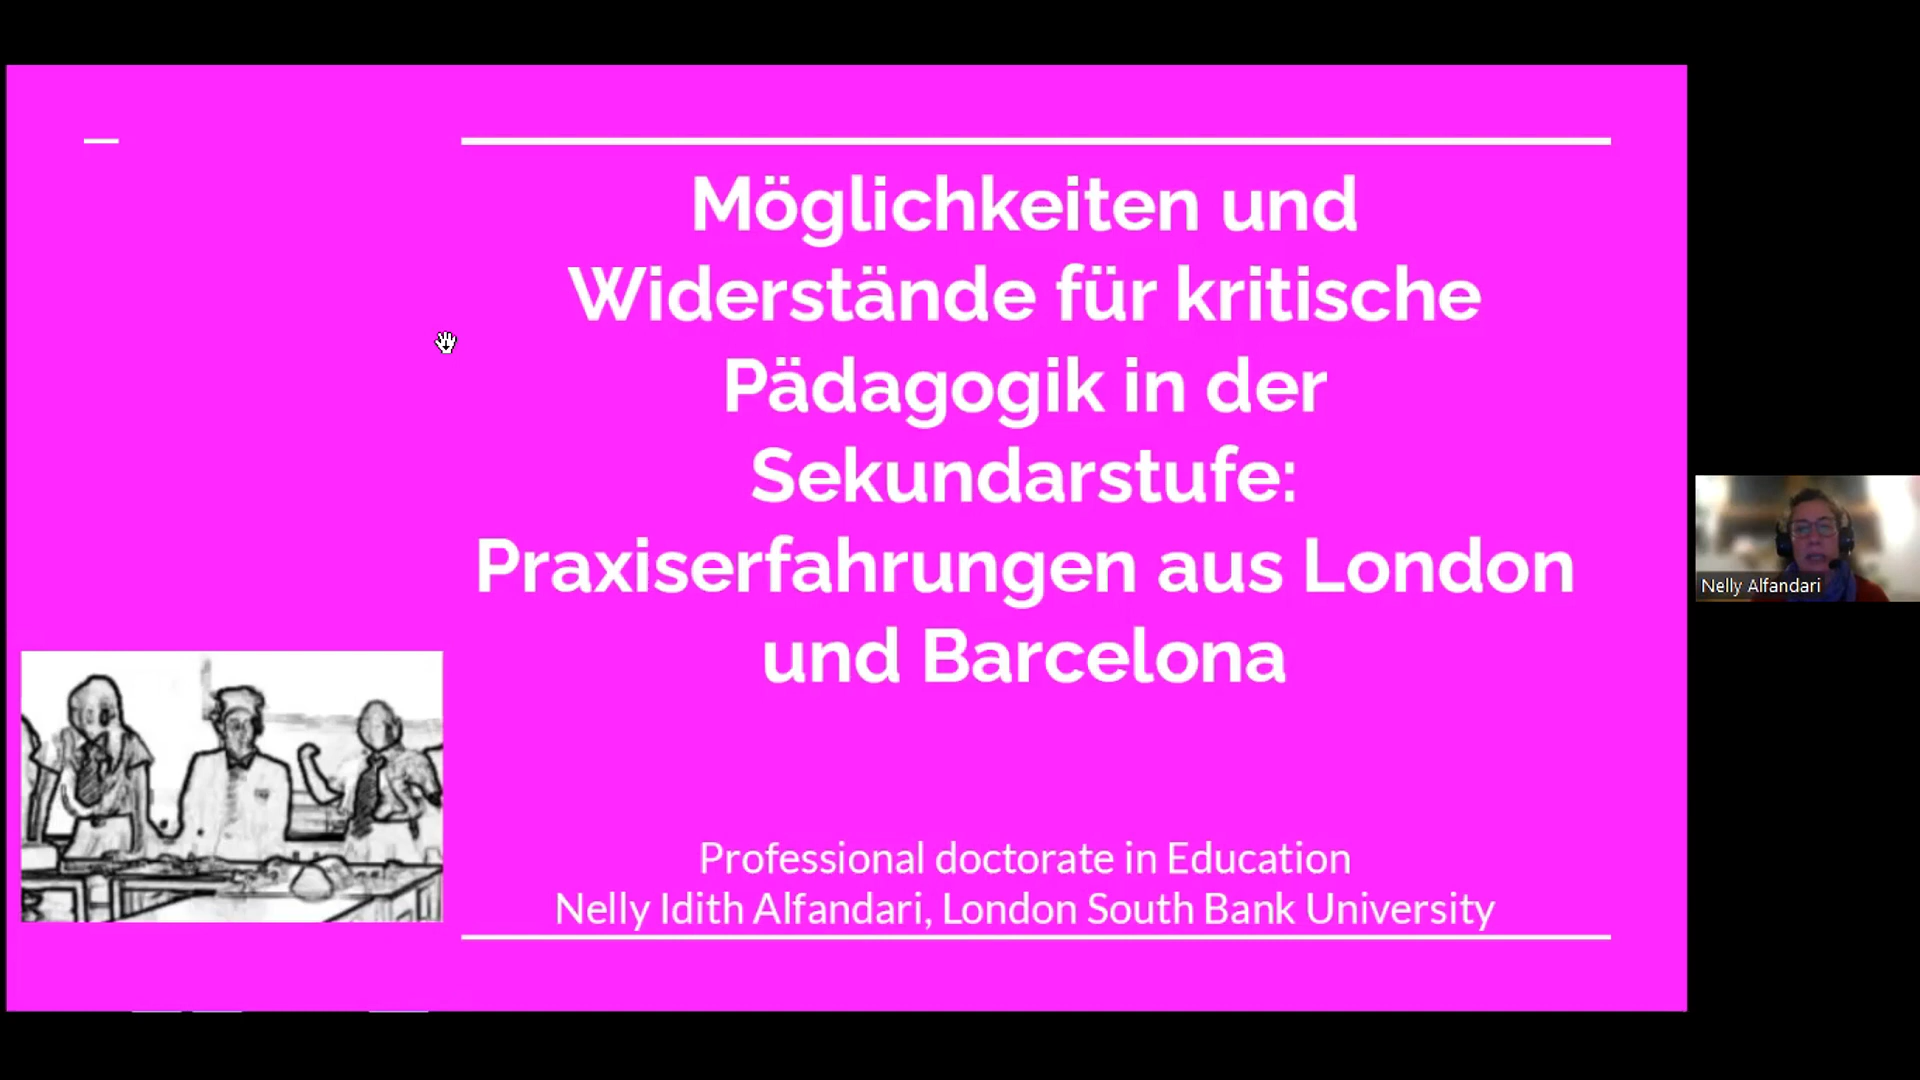 Möglichkeiten und
Widerstände für kritische
Pädagogik in der
Sekundarstufe:
Praxiserfahrungen aus London
und Barcelona
Professional doctorate in Education
Nelly Idith Alfandari, London South Bank University
Nelly Alfandari